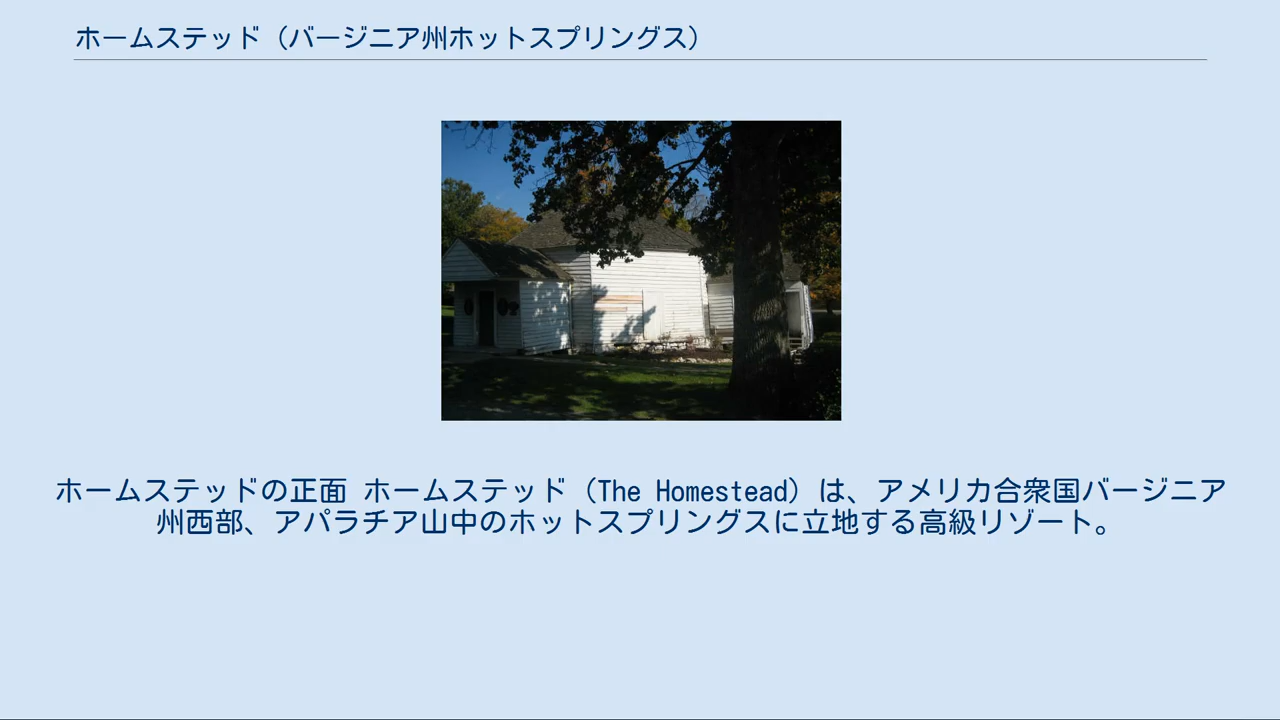 ホームステッド（バージニア州ホットスプリングス）
ホームステッドの正面 ホームステッド（The Homestead）は、アメリカ合衆国バージニア
州西部、アパラチア山中のホットスプリングスに立地する高級リゾート。